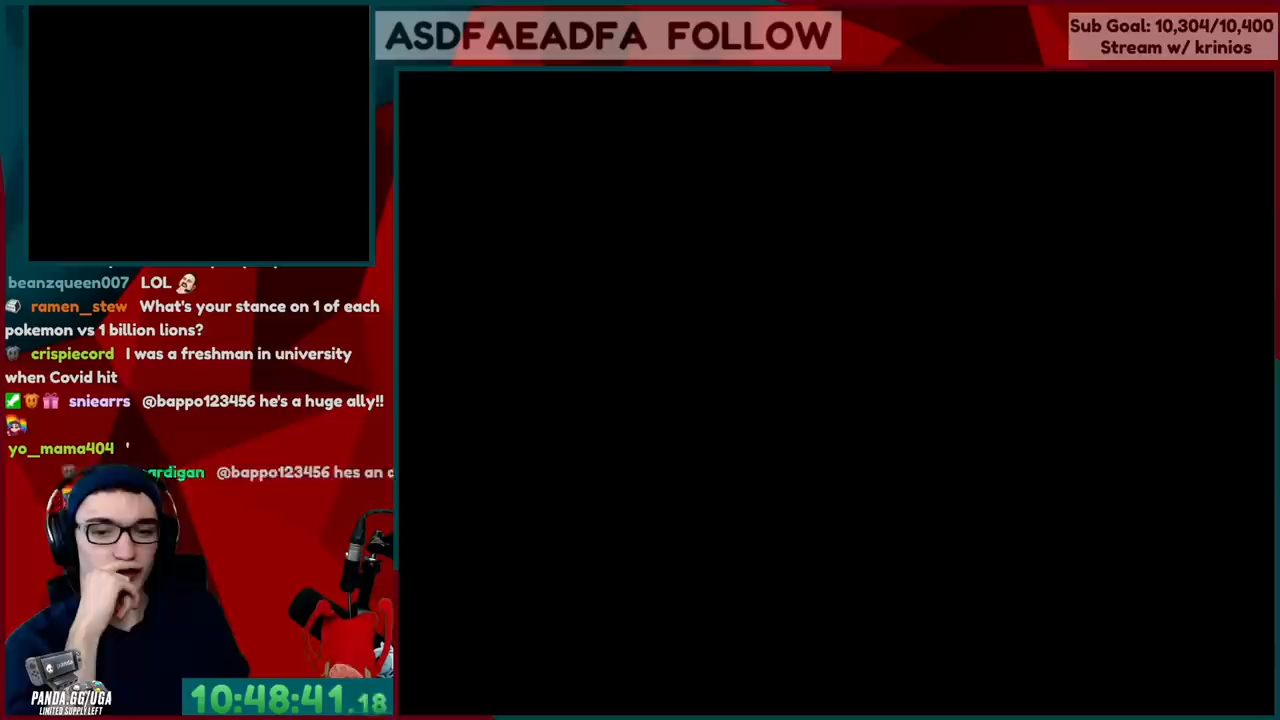 ASDFAEADFA FOLLOW
Sub Goal: 10,304/10,400
Stream w/ krinios
beanzqueen007 LOL
ramen_stew What's your stance on 1 of each
pokemon vs 1 billion lions?
crispiecord I was a freshman in university
when Covid hit
sniearrs @bappo123456 he's a huge ally!!
yo_mama404 '
ardigan @bappo123456 hes an
panda
PANDA.GG/UGA
LIMITED SUPPLY LEFT
10:48:41.18